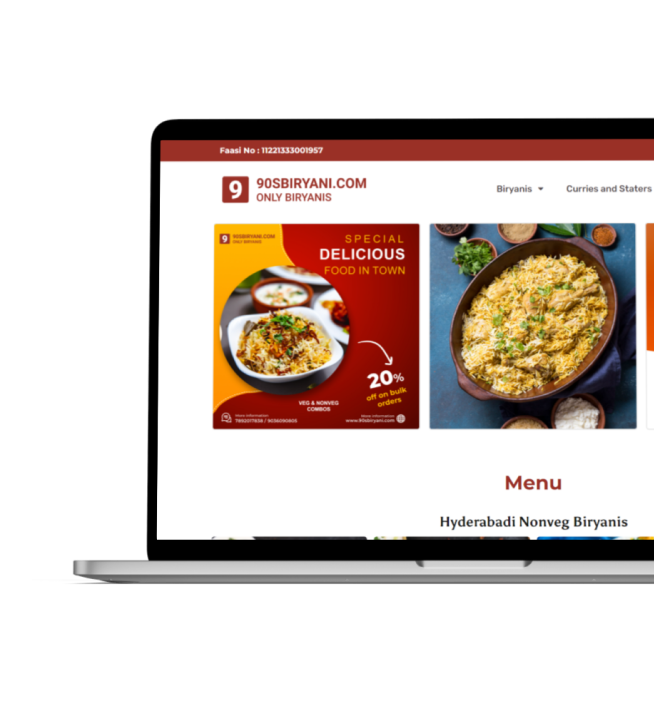 Faasi No : 11221333001957
9 90SBIRYANI.COM
ONLY BIRYANIS
Biryanis
Curries and Staters
9 90SBIRYANI.COM
ONLY BIRYANIS
SPECIAL
DELICIOUS
FOOD IN TOWN
20%
off on bulk
orders
VEG & NONVEG
COMBOS
More information
More information
www.90sbiryani.com
Menu
Hyderabadi Nonveg Biryanis